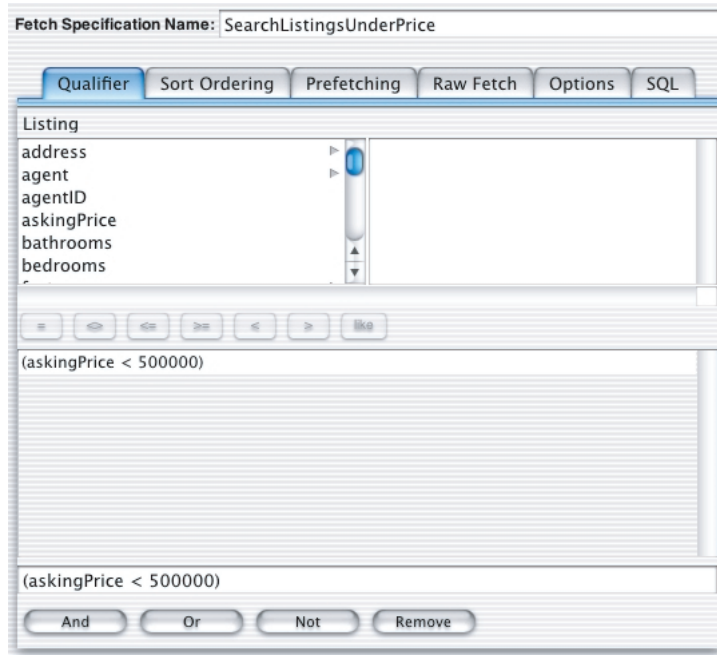 Fetch Specification Name: SearchListingsUnderPrice
Qualifier Sort Ordering Prefetching Raw Fetch Options SQL
Listing
address
agent
agentID
askingPrice
bathrooms
bedrooms
= <> <= >= < > like
(askingPrice < 500000)
(askingPrice < 500000)
And Or Not Remove